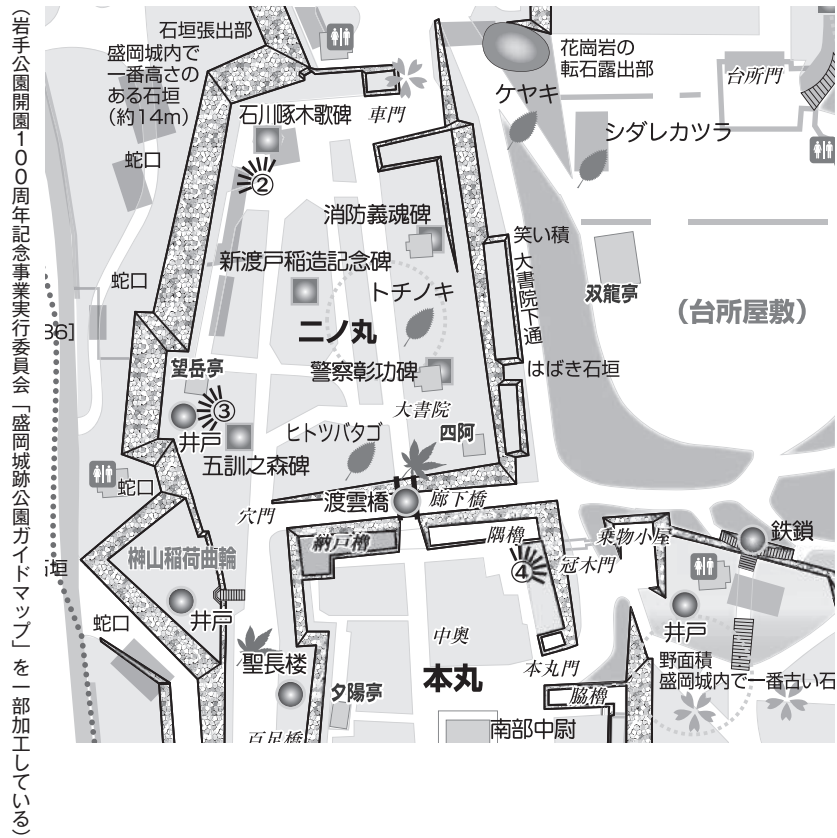 （岩手公園開園１００周年記念事業実行委員会「盛岡城跡公園ガイドマップ」を一部加工している）
石垣張出部
盛岡城内で
一番高さの
ある石垣
（約14m）
石川啄木歌碑
車門
②
蛇口
花崗岩の
転石露出部
台所門
ケヤキ
シダレカツラ
消防義魂碑
新渡戸稲造記念碑
トチノキ
笑い積
大書院下通
双龍亭
（台所屋敷）
蛇口
36]
二ノ丸
望岳亭
③
井戸
警察彰功碑
はばき石垣
大書院
四阿
ヒトツバタゴ
五訓之森碑
蛇口
穴門
渡雲橋
廊下橋
納戸櫓
隅櫓
乗物小屋
鉄鎖
④
冠木門
榊山稲荷曲輪
井戸
井戸
垣
蛇口
中奥
本丸門
野面積
盛岡城内で一番古い石
聖長楼
夕陽亭
本丸
脇櫓
百足橋
南部中尉